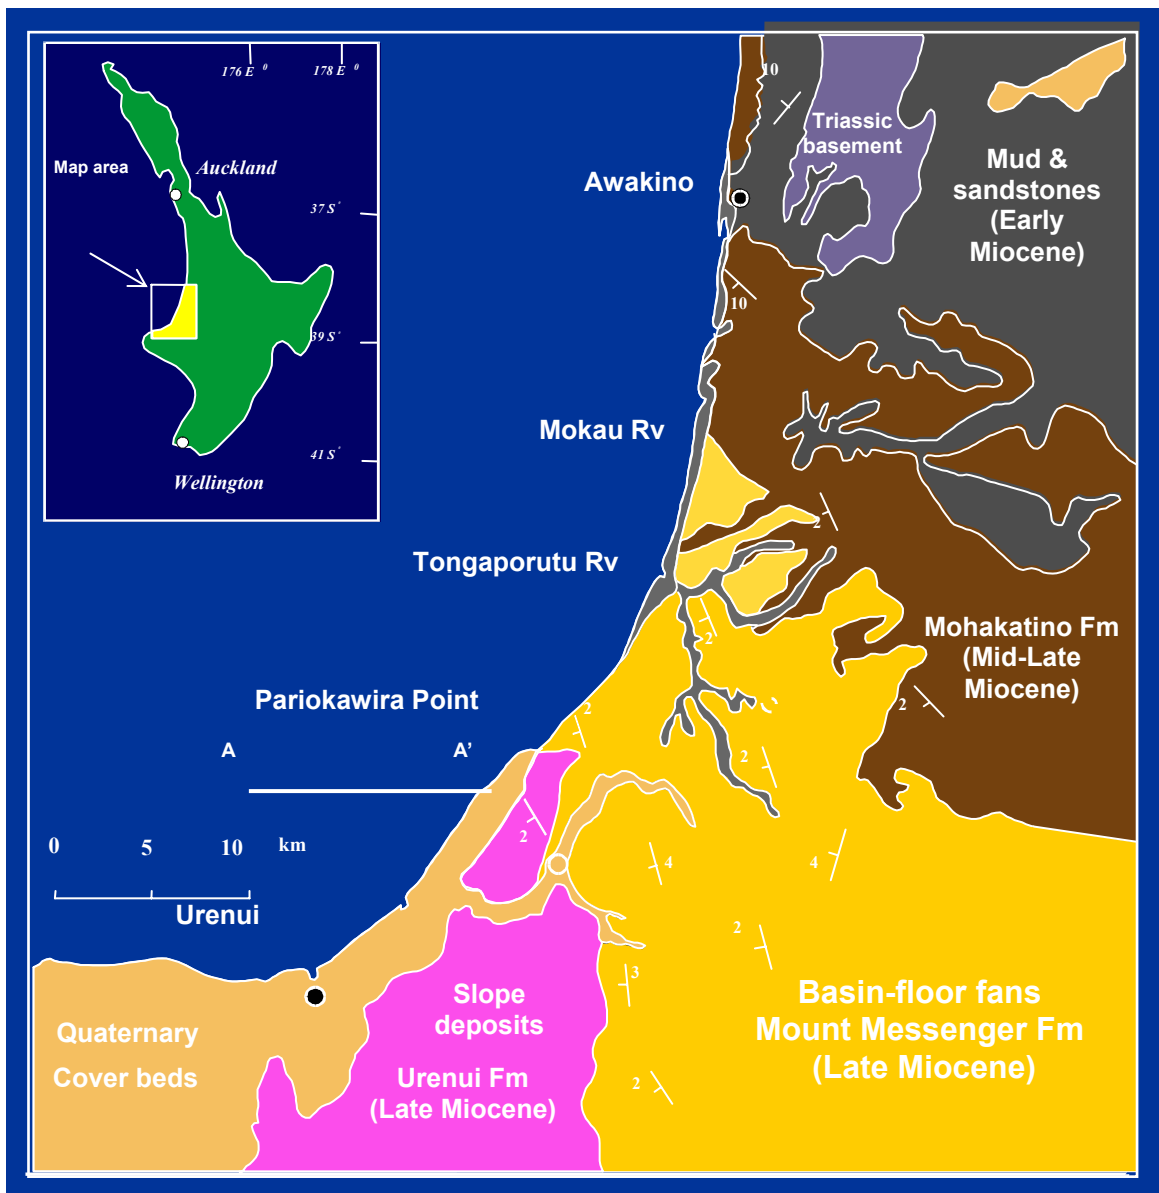 176 E 0
178 E 0
Map area
Auckland
37 S°
39 S°
41 S°
Wellington
10
Triassic
basement
Mud &
sandstones
(Early
Miocene)
Awakino
10
Mokau Rv
2
Tongaporutu Rv
2
Mohakatino Fm
(Mid-Late
Miocene)
Pariokawira Point
2
2
A
A’
2
2
0
5
10
km
4
4
Urenui
2
3
Slope
deposits
Basin-floor fans
Mount Messenger Fm
(Late Miocene)
Quaternary
Cover beds
Urenui Fm
(Late Miocene)
2